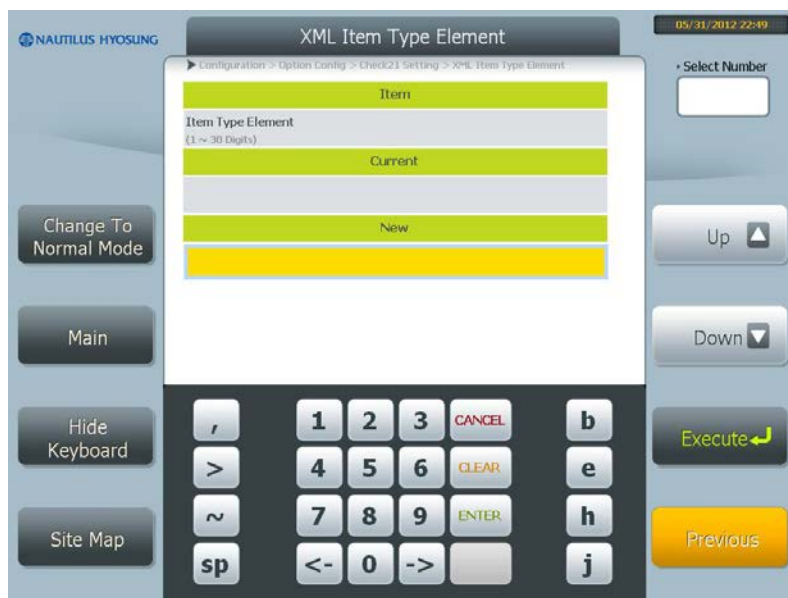 NAUTILUS HYOSUNG
XML Item Type Element
05/31/2012 22:49
Configuration > Option Config > Check21 Setting > XML Item Type Element
Select Number
Item
Item Type Element
(1 ~ 30 Digits)
Current
New
Change To
Normal Mode
Up
Main
Down
Hide
Keyboard
Execute
Site Map
Previous
, 1 2 3 CANCEL b
> 4 5 6 CLEAR e
~ 7 8 9 ENTER h
sp <- 0 -> j